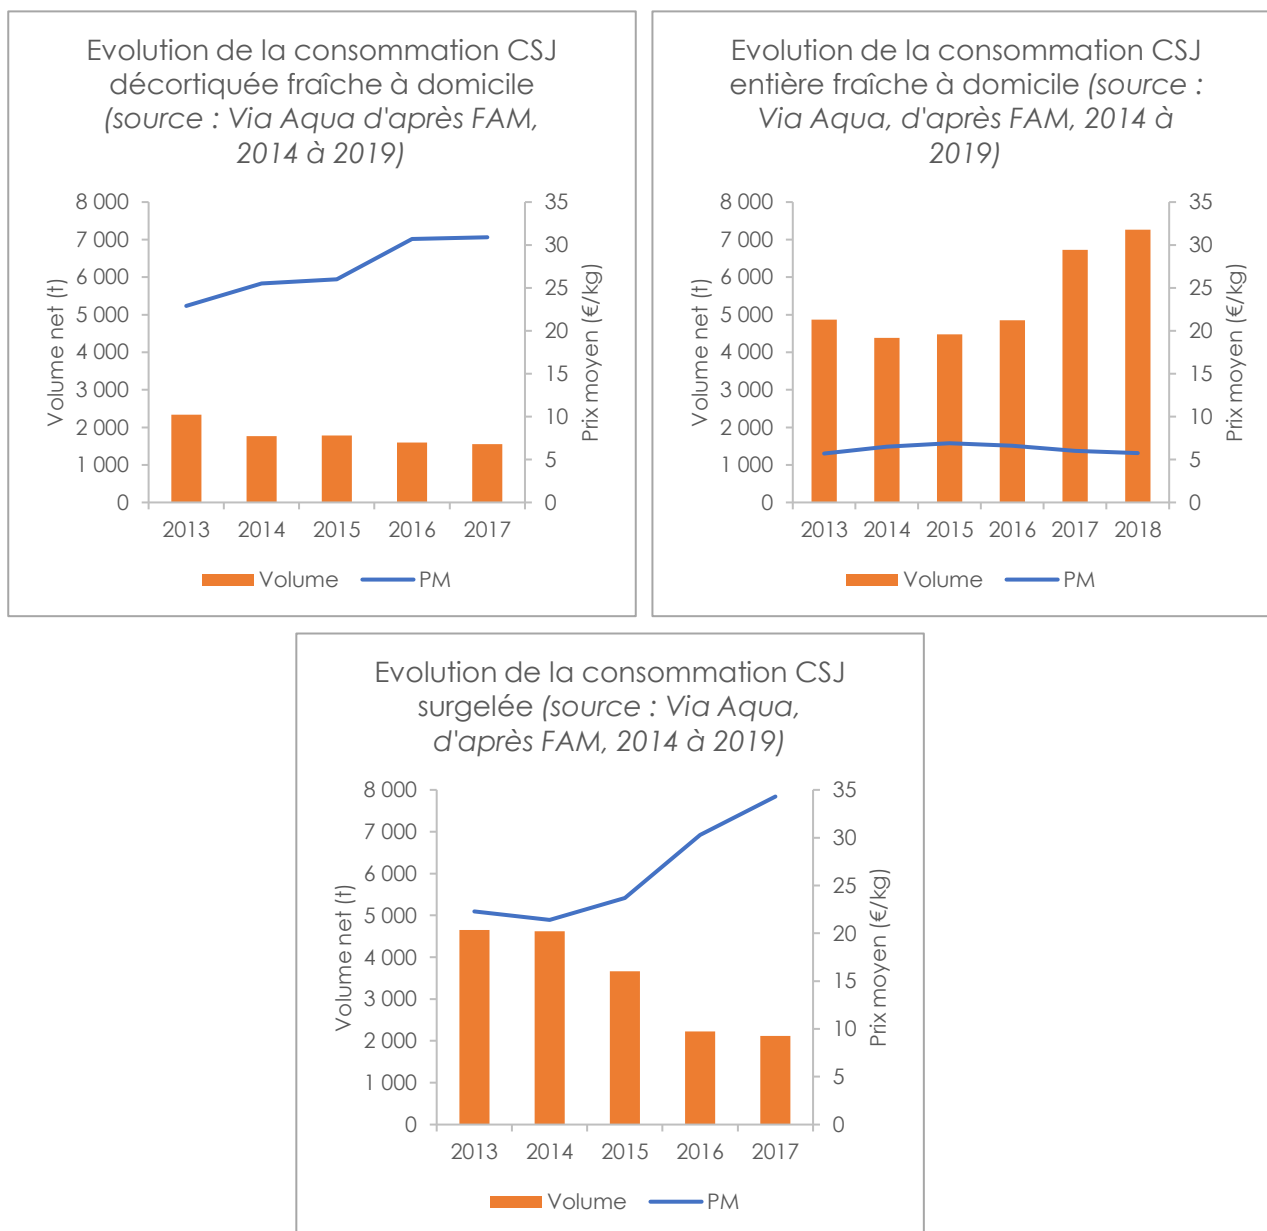 Evolution de la consommation CSJ
décortiquée fraîche à domicile
(source : Via Aqua d'après FAM,
2014 à 2019)
Volume net (t)
8 000
7 000
6 000
5 000
4 000
3 000
2 000
1 000
0
35
30
25
20
15
10
5
0
Prix moyen (€/kg)
2013 2014 2015 2016 2017
Volume PM
Evolution de la consommation CSJ
entière fraîche à domicile (source :
Via Aqua, d'après FAM, 2014 à
2019)
Volume net (t)
8 000
7 000
6 000
5 000
4 000
3 000
2 000
1 000
0
35
30
25
20
15
10
5
0
Prix moyen (€/kg)
2013 2014 2015 2016 2017 2018
Volume PM
Evolution de la consommation CSJ
surgelée (source : Via Aqua,
d'après FAM, 2014 à 2019)
Volume net (t)
8 000
7 000
6 000
5 000
4 000
3 000
2 000
1 000
0
35
30
25
20
15
10
5
0
Prix moyen (€/kg)
2013 2014 2015 2016 2017
Volume PM